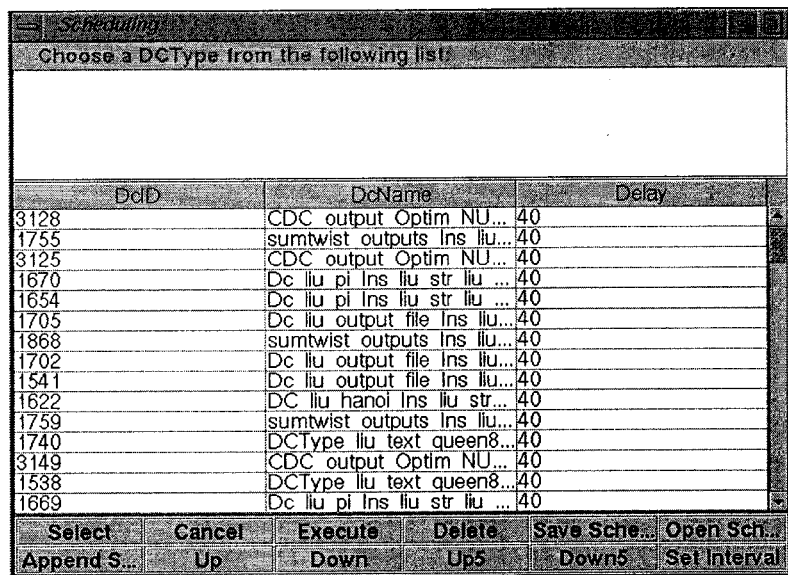 Scheduling
Choose a DCType from the following list:
DcID DcName Delay
3128 CDC output Optim NU... 40
1755 sumtwist outputs Ins liu... 40
3125 CDC output Optim NU... 40
1670 Dc liu pi Ins liu str liu ... 40
1654 Dc liu pi Ins liu str liu ... 40
1705 Dc liu output file Ins liu... 40
1868 sumtwist outputs Ins liu... 40
1702 Dc liu output file Ins liu... 40
1541 Dc liu output file Ins liu... 40
1622 DC liu hanoi Ins liu str... 40
1759 sumtwist outputs Ins liu... 40
1740 DCType liu text queen8... 40
3149 CDC output Optim NU... 40
1538 DCType liu text queen8... 40
1669 Dc liu pi Ins liu str liu ... 40
Select Cancel Execute Delete Save Sche... Open Sch...
Append S... Up Down Up5 Down5 Set Interval